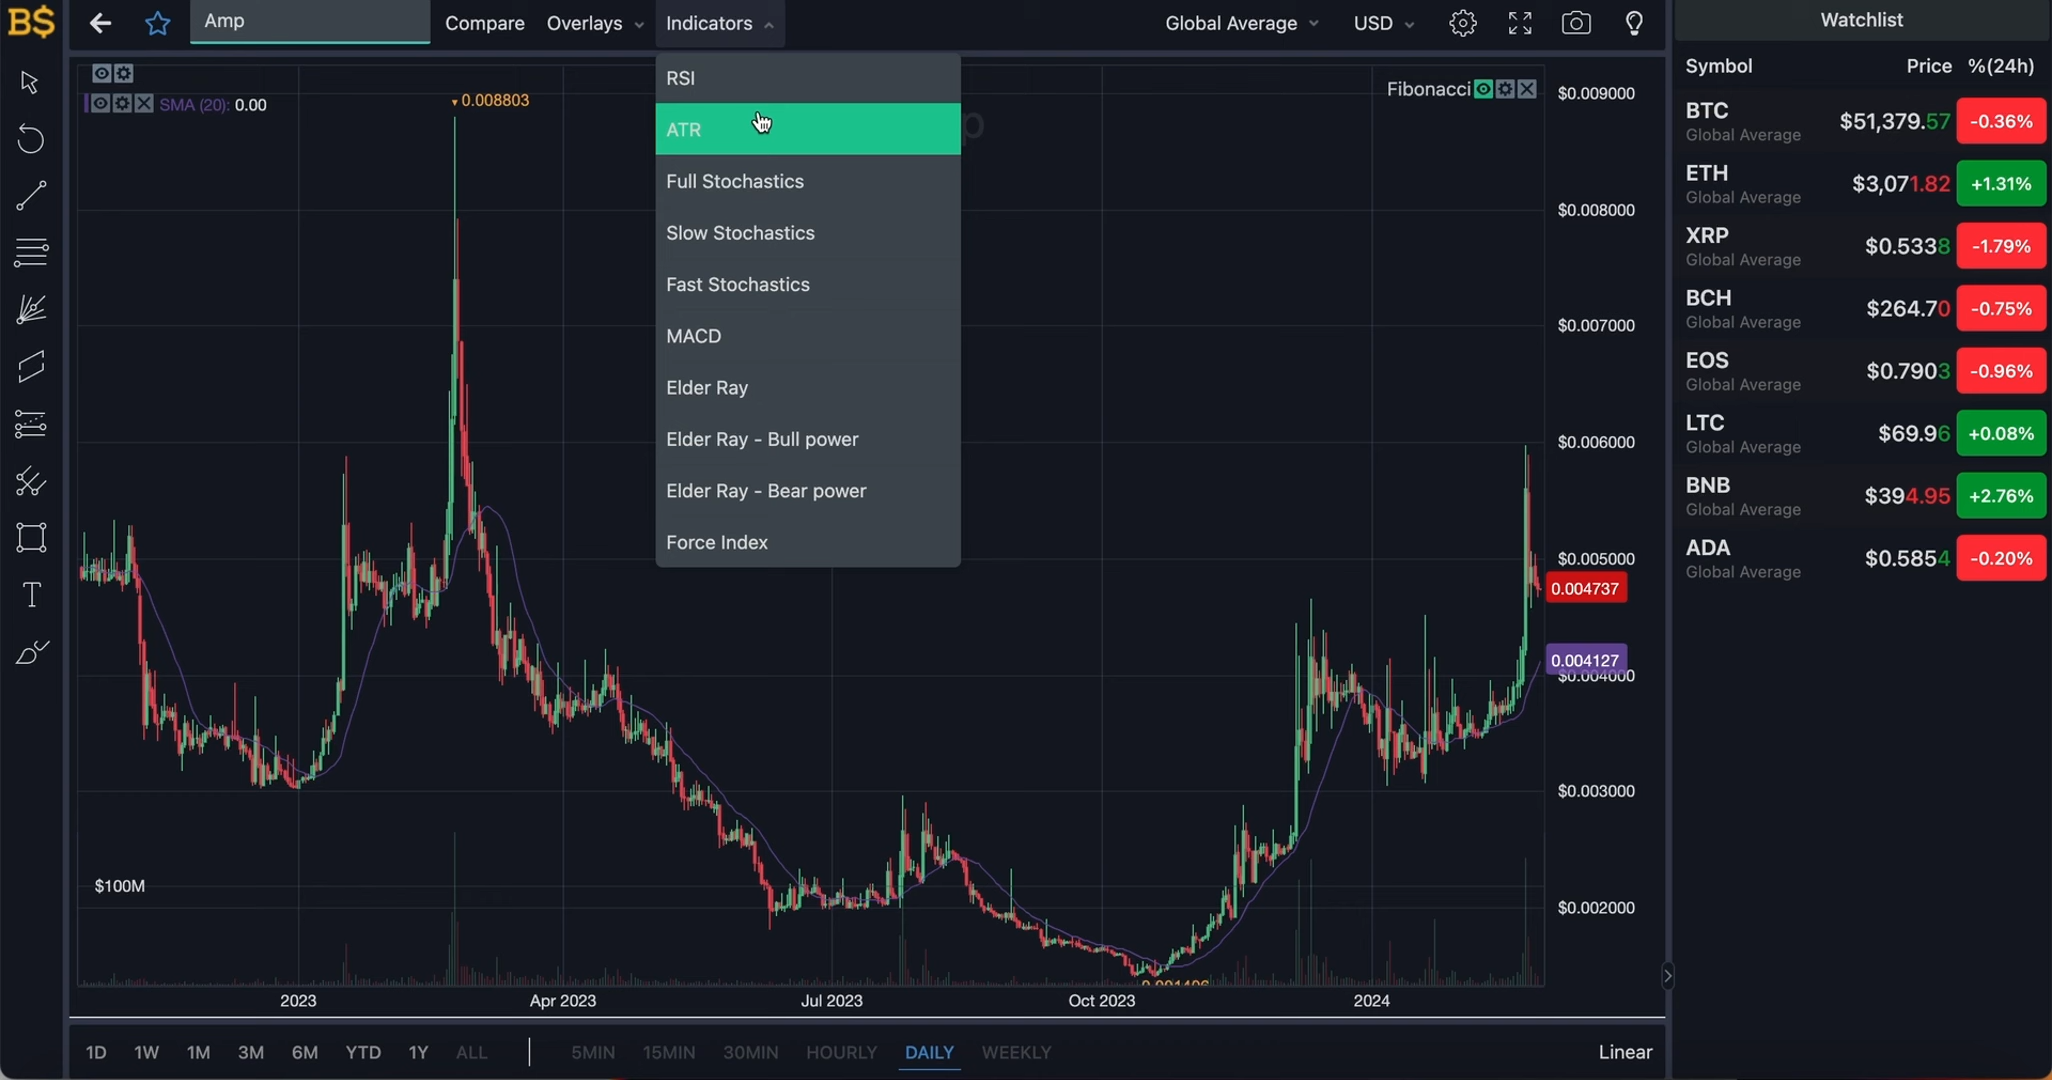 B$
Amp
Compare
Overlays
Indicators
Global Average
USD
Watchlist
Symbol Price %(24h)
BTC $51,379.57 -0.36%
Global Average
ETH $3,071.82 +1.31%
Global Average
XRP $0.5338 -1.79%
Global Average
BCH $264.70 -0.75%
Global Average
EOS $0.7903 -0.96%
Global Average
LTC $69.96 +0.08%
Global Average
BNB $394.95 +2.76%
Global Average
ADA $0.5854 -0.20%
Global Average
SMA (20): 0.00
0.008803
RSI
ATR
Full Stochastics
Slow Stochastics
Fast Stochastics
MACD
Elder Ray
Elder Ray - Bull power
Elder Ray - Bear power
Force Index
Fibonacci
$0.009000
$0.008000
$0.007000
$0.006000
$0.005000
0.004737
0.004127
$0.004000
$0.003000
$0.002000
$100M
2023 Apr 2023 Jul 2023 Oct 2023 2024
1D 1W 1M 3M 6M YTD 1Y ALL 5MIN 15MIN 30MIN HOURLY DAILY WEEKLY Linear